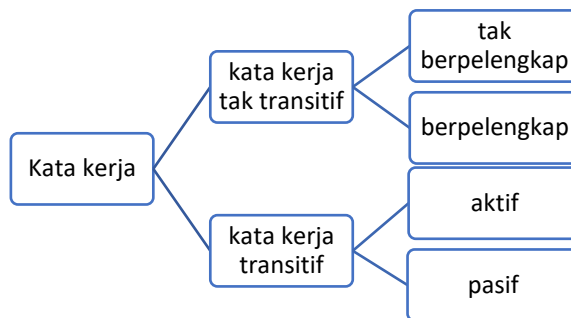 Kata kerja
kata kerja
tak transitif
tak
berpelengkap
berpelengkap
kata kerja
transitif
aktif
pasif